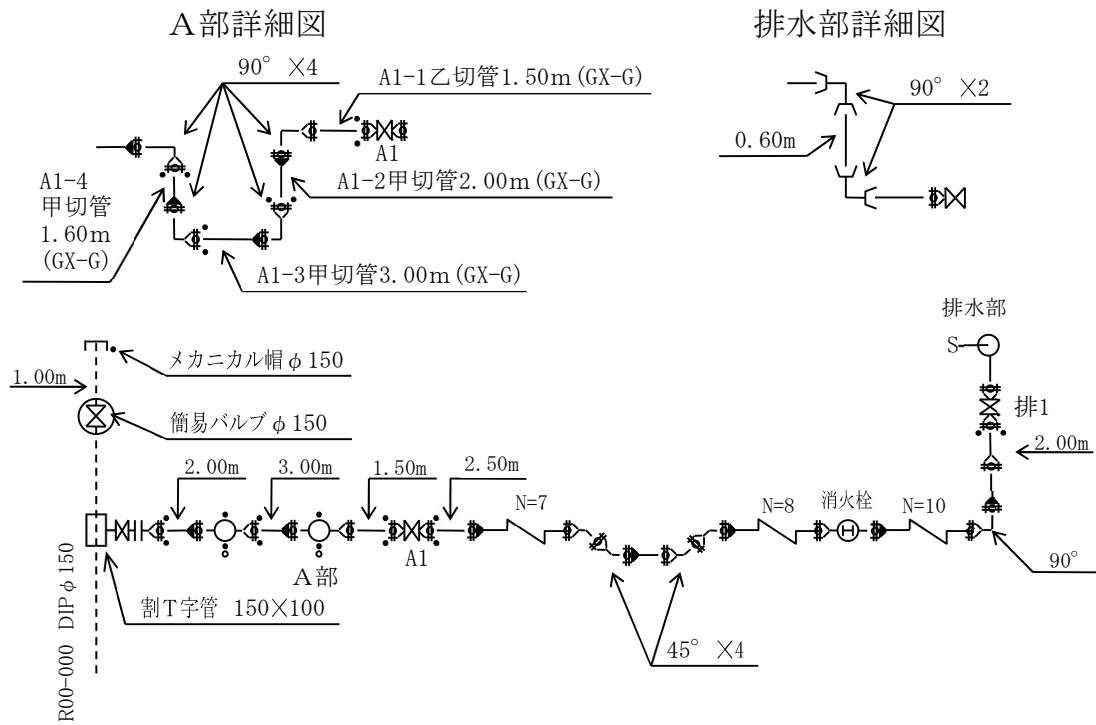 A部詳細図
排水部詳細図
90° ×4
A1-1乙切管1.50m(GX-G)
A1
A1-4
甲切管
1.60m
(GX-G)
A1-2甲切管2.00m(GX-G)
A1-3甲切管3.00m(GX-G)
90° ×2
0.60m
排水部
S
メカニカル帽φ150
1.00m
簡易バルブφ150
排1
2.00m
2.00m
3.00m
1.50m
2.50m
N=7
N=8
消火栓
N=10
H
A部
A1
90°
割T字管 150×100
45° ×4
R00-000 DIPφ150